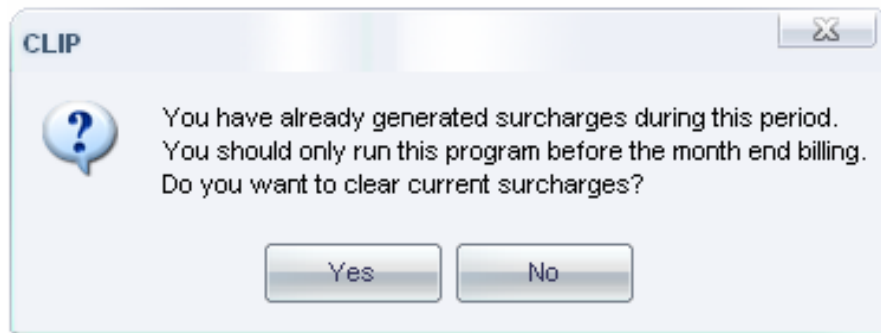 CLIP
You have already generated surcharges during this period.
You should only run this program before the month end billing.
Do you want to clear current surcharges?
Yes No